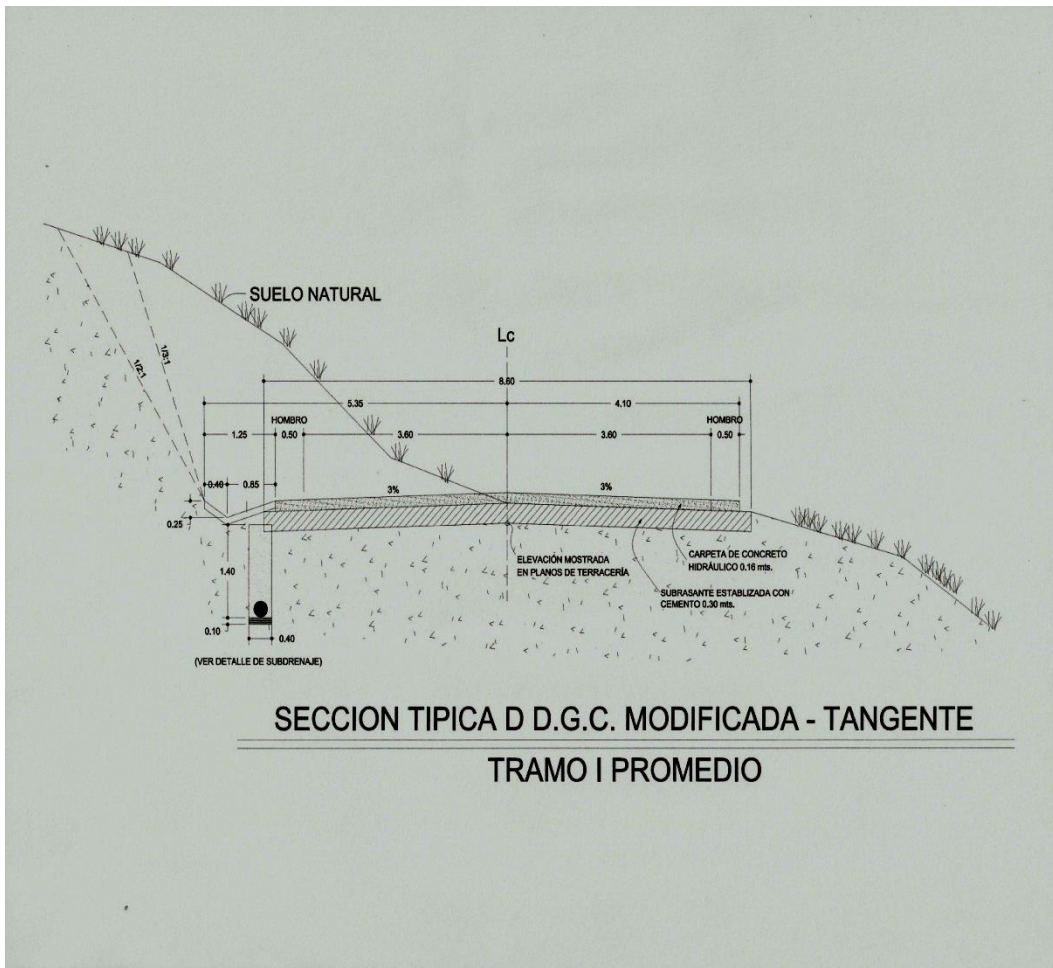 SUELO NATURAL
1/2:1
1/3:1
Lc
8.60
5.35
4.10
HOMBRO
HOMBRO
1.25
0.50
3.60
3.60
0.50
0.40
0.85
3%
3%
0.25
1.40
0.10
0.40
ELEVACIÓN MOSTRADA
EN PLANOS DE TERRACERÍA
CARPETA DE CONCRETO
HIDRÁULICO 0.16 mts.
SUBRASANTE ESTABLIZADA CON
CEMENTO 0.30 mts.
(VER DETALLE DE SUBDRENAJE)
SECCION TIPICA D D.G.C. MODIFICADA - TANGENTE
TRAMO I PROMEDIO